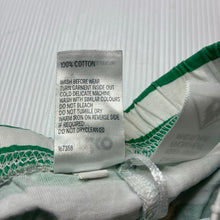 100% COTTON
WASH BEFORE WEAR
TURN GARMENT INSIDE OUT
COLD DELICATE MACHINE
WASH WITH SIMILAR COLOURS
DO NOT BLEACH
DO NOT TUMBLE DRY
WARM IRON ON REVERSE
IF REQUIRED
DO NOT DRYCLEAN